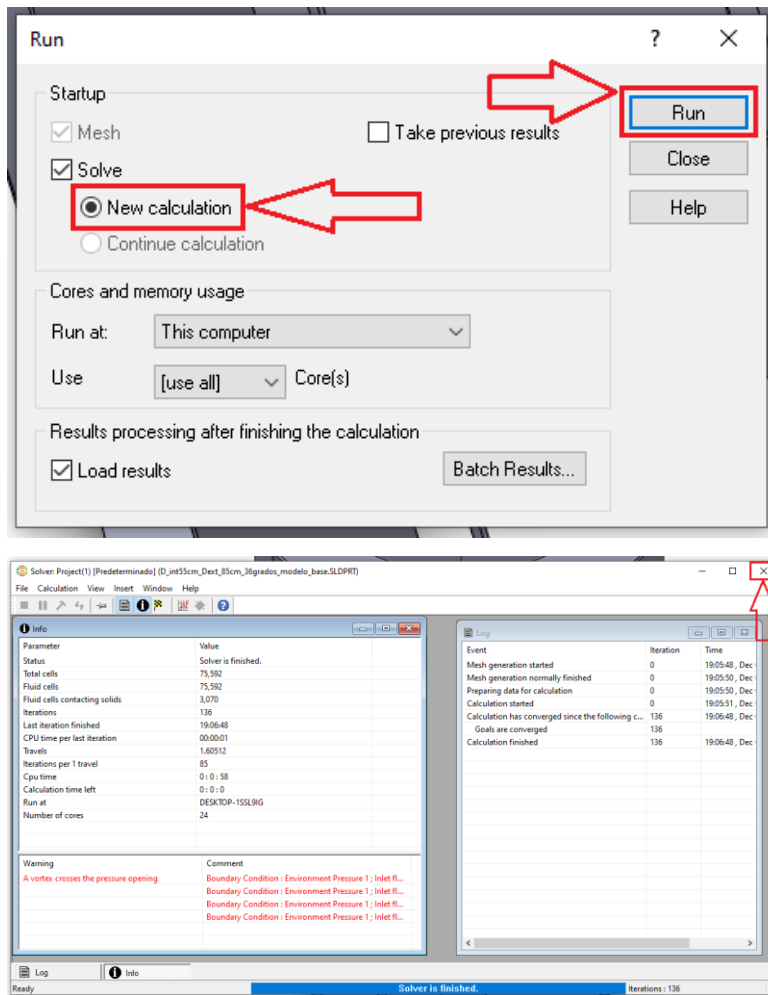 Run
Startup
Mesh
Take previous results
Run
Solve
Close
New calculation
Help
Continue calculation
Cores and memory usage
Run at: This computer
Use [use all] Core(s)
Results processing after finishing the calculation
Load results
Batch Results...
Solver: Project(1) [Predeterminado] (D_int55cm_Dext_85cm_36grados_modelo_base.SLDPRT)
File Calculation View Insert Window Help
Info
Parameter Value
Status Solver is finished.
Total cells 75,592
Fluid cells 75,592
Fluid cells contacting solids 3,070
Iterations 136
Last iteration finished 19:06:48
CPU time per last iteration 00:00:01
Travels 1.60512
Iterations per 1 travel 85
Cpu time 0 : 0 : 58
Calculation time left 0 : 0 : 0
Run at DESKTOP-1SSL9IG
Number of cores 24
Warning Comment
A vortex crosses the pressure opening Boundary Condition : Environment Pressure 1 ; Inlet fl...
Boundary Condition : Environment Pressure 1 ; Inlet fl...
Boundary Condition : Environment Pressure 1 ; Inlet fl...
Boundary Condition : Environment Pressure 1 ; Inlet fl...
Log
Event Iteration Time
Mesh generation started 0 19:05:48 , Dec
Mesh generation normally finished 0 19:05:50 , Dec
Preparing data for calculation 0 19:05:50 , Dec
Calculation started 0 19:05:51 , Dec
Calculation has converged since the following c... 136 19:06:48 , Dec
Goals are converged 136
Calculation finished 136 19:06:48 , Dec
Log Info
Ready Solver is finished. Iterations : 136